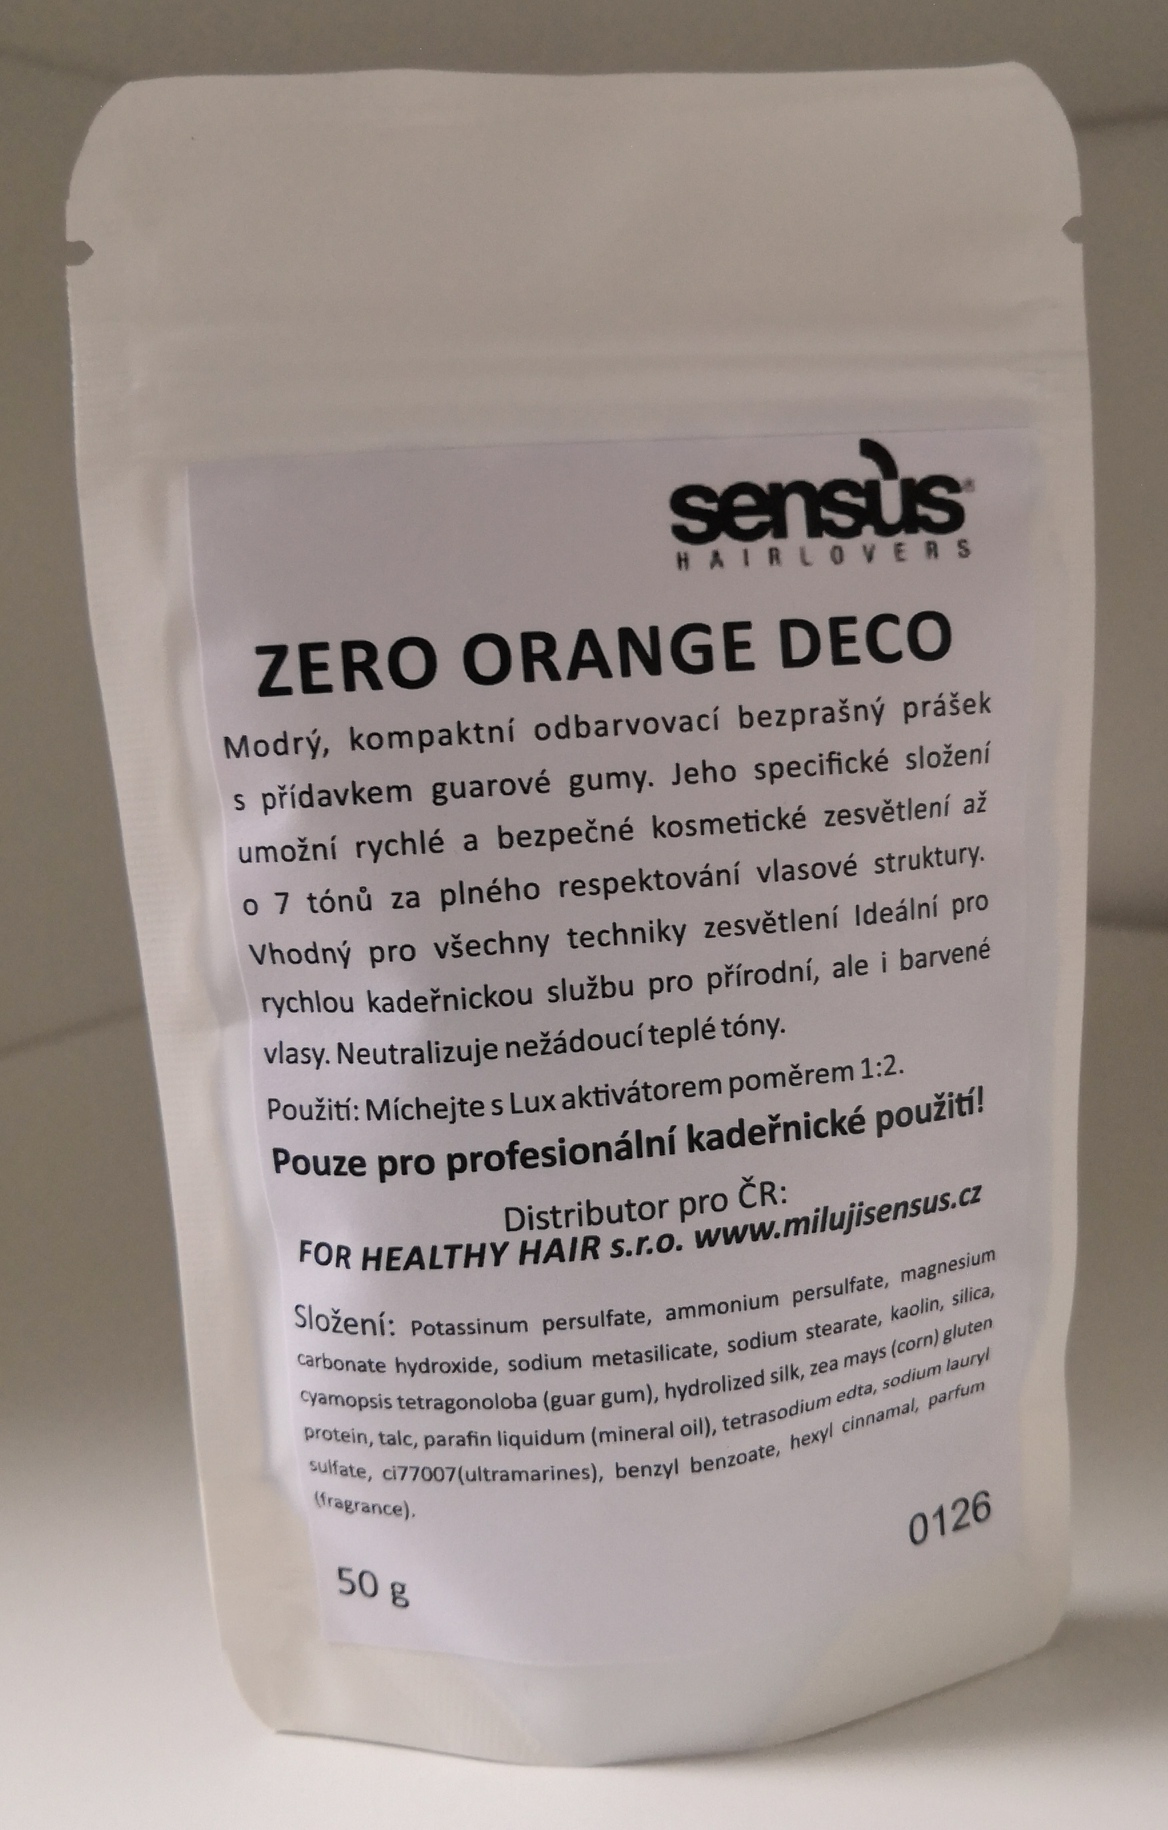 sensùs®
HAIRLOVERS
ZERO ORANGE DECO
Modrý, kompaktní odbarvovací bezprašný prášek
s přídavkem guarové gumy. Jeho specifické složení
umožní rychlé a bezpečné kosmetické zesvětlení až
o 7 tónů za plného respektování vlasové struktury.
Vhodný pro všechny techniky zesvětlení Ideální pro
rychlou kadeřnickou službu pro přírodní, ale i barvené
vlasy. Neutralizuje nežádoucí teplé tóny.
Použití: Míchejte s Lux aktivátorem poměrem 1:2.
Pouze pro profesionální kadeřnické použití!
Distributor pro ČR:
FOR HEALTHY HAIR s.r.o. www.milujisensus.cz
Složení: Potassinum persulfate, ammonium persulfate, magnesium
carbonate hydroxide, sodium metasilicate, sodium stearate, kaolin, silica,
cyamopsis tetragonoloba (guar gum), hydrolized silk, zea mays (corn) gluten
protein, talc, parafin liquidum (mineral oil), tetrasodium edta, sodium lauryl
sulfate, ci77007(ultramarines), benzyl benzoate, hexyl cinnamal, parfum
(fragrance).
0126
50 g